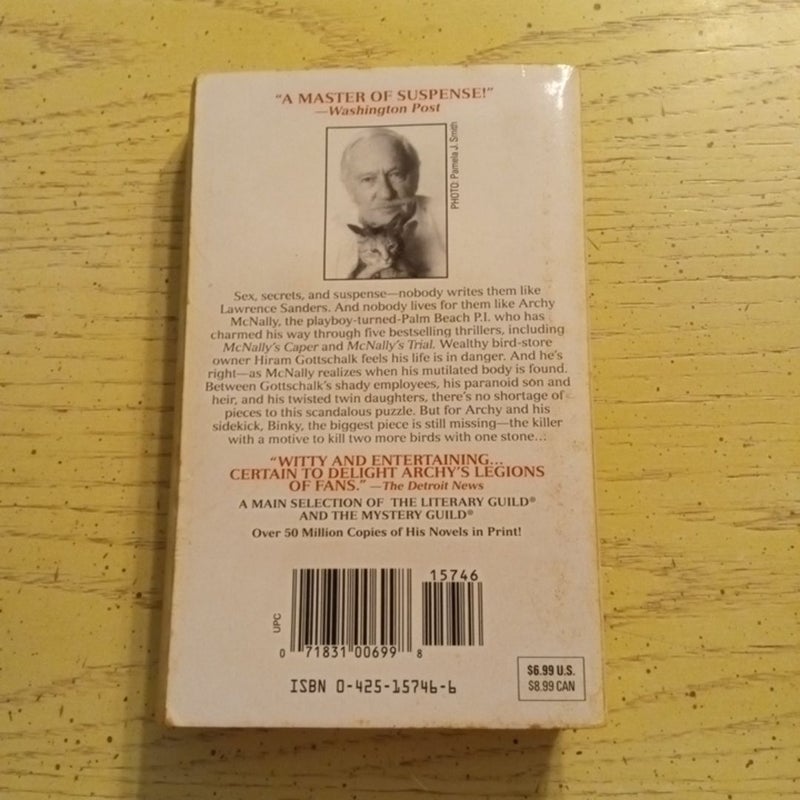 "A MASTER OF SUSPENSE!"
—Washington Post
PHOTO: Pamela J. Smith
Sex, secrets, and suspense—nobody writes them like
Lawrence Sanders. And nobody lives for them like Archy
McNally, the playboy-turned-Palm Beach P.I. who has
charmed his way through five bestselling thrillers, including
McNally's Caper and McNally's Trial. Wealthy bird-store
owner Hiram Gottschalk feels his life is in danger. And he's
right—as McNally realizes when his mutilated body is found.
Between Gottschalk's shady employees, his paranoid son and
heir, and his twisted twin daughters, there's no shortage of
pieces to this scandalous puzzle. But for Archy and his
sidekick, Binky, the biggest piece is still missing—the killer
with a motive to kill two more birds with one stone...
"WITTY AND ENTERTAINING...
CERTAIN TO DELIGHT ARCHY'S LEGIONS
OF FANS." —The Detroit News
A MAIN SELECTION OF THE LITERARY GUILD®
AND THE MYSTERY GUILD®
Over 50 Million Copies of His Novels in Print!
15746
UPC
0 71831 00699 8
ISBN 0-425-15746-6
$6.99 U.S.
$8.99 CAN